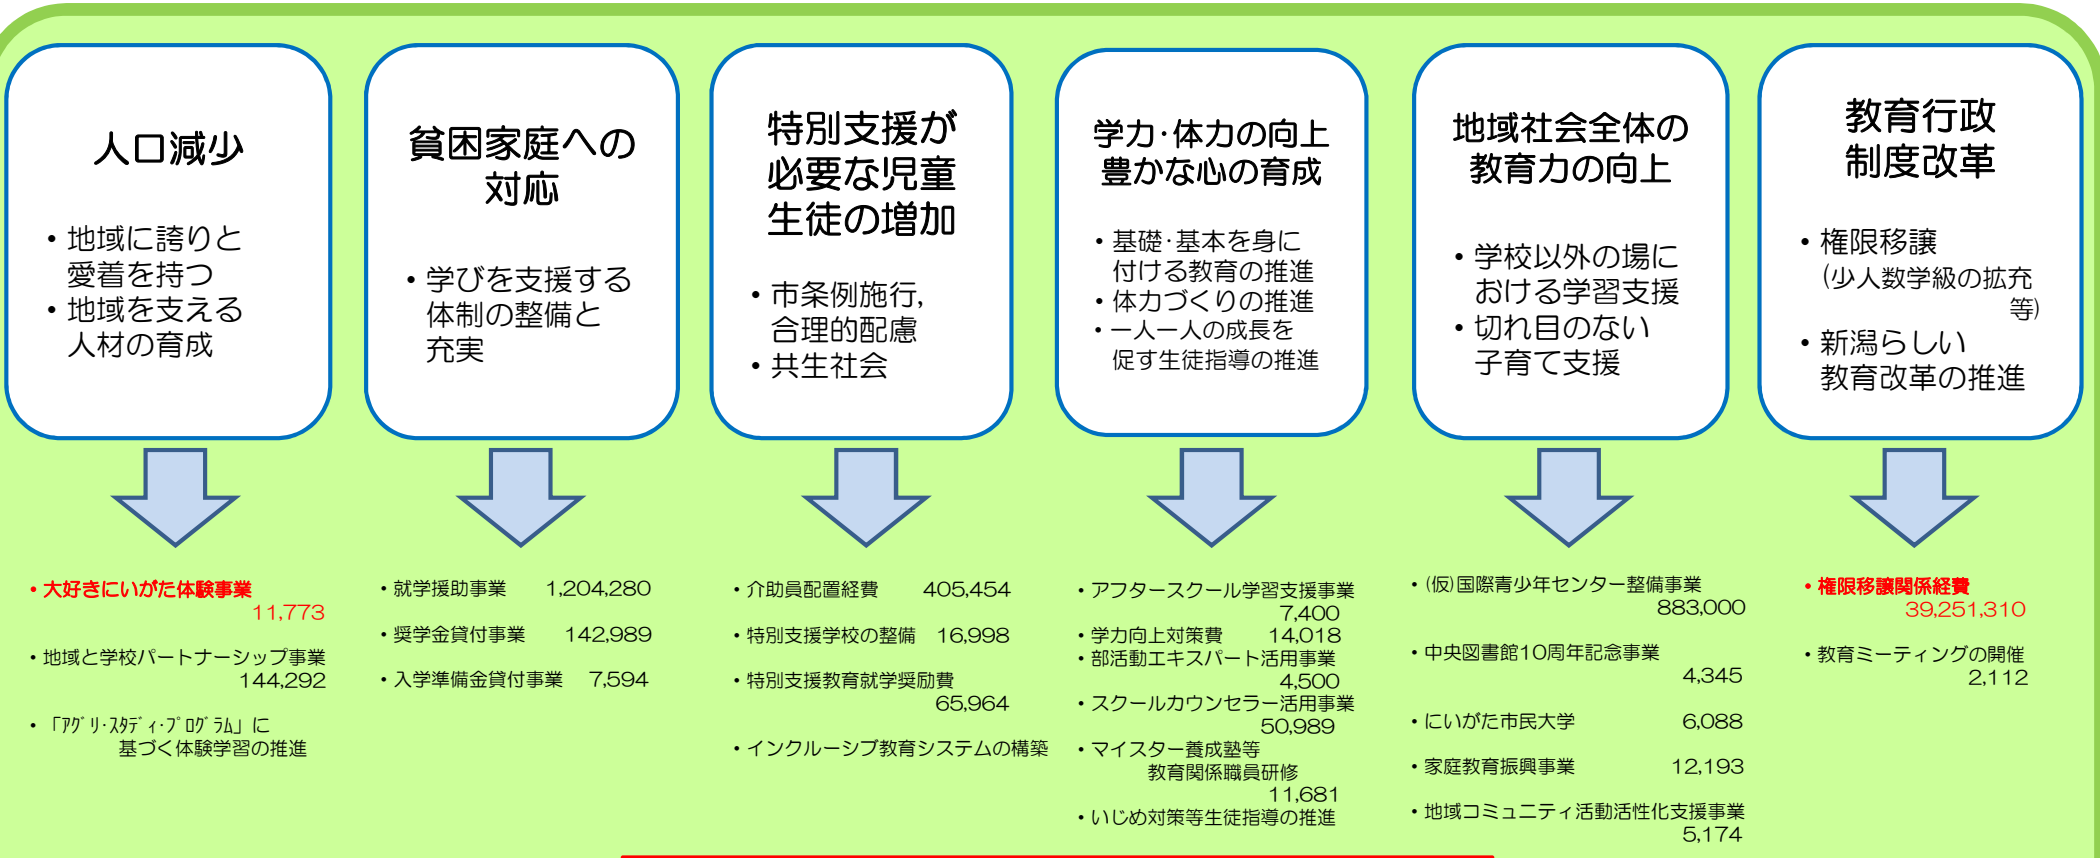 人口減少
・地域に誇りと
愛着を持つ
・地域を支える
人材の育成
貧困家庭への
対応
・学びを支援する
体制の整備と
充実
特別支援が
必要な児童
生徒の増加
・市条例施行,
合理的配慮
・共生社会
学力・体力の向上
豊かな心の育成
・基礎・基本を身に
付ける教育の推進
・体力づくりの推進
・一人一人の成長を
促す生徒指導の推進
地域社会全体の
教育力の向上
・学校以外の場に
おける学習支援
・切れ目のない
子育て支援
教育行政
制度改革
・権限移譲
(少人数学級の拡充
等)
・新潟らしい
教育改革の推進
・大好きにいがた体験事業
11,773
・地域と学校パートナーシップ事業
144,292
・「ｱｸﾞﾘ･ｽﾀﾃﾞｨ･ﾌﾟﾛｸﾞﾗﾑ」に
基づく体験学習の推進
・就学援助事業 1,204,280
・奨学金貸付事業 142,989
・入学準備金貸付事業 7,594
・介助員配置経費 405,454
・特別支援学校の整備 16,998
・特別支援教育就学奨励費
65,964
・インクルーシブ教育システムの構築
・アフタースクール学習支援事業
7,400
・学力向上対策費 14,018
・部活動エキスパート活用事業
4,500
・スクールカウンセラー活用事業
50,989
・マイスター養成塾等
教育関係職員研修
11,681
・いじめ対策等生徒指導の推進
・(仮)国際青少年センター整備事業
883,000
・中央図書館10周年記念事業
4,345
・にいがた市民大学 6,088
・家庭教育振興事業 12,193
・地域コミュニティ活動活性化支援事業
5,174
・権限移譲関係経費
39,251,310
・教育ミーティングの開催
2,112